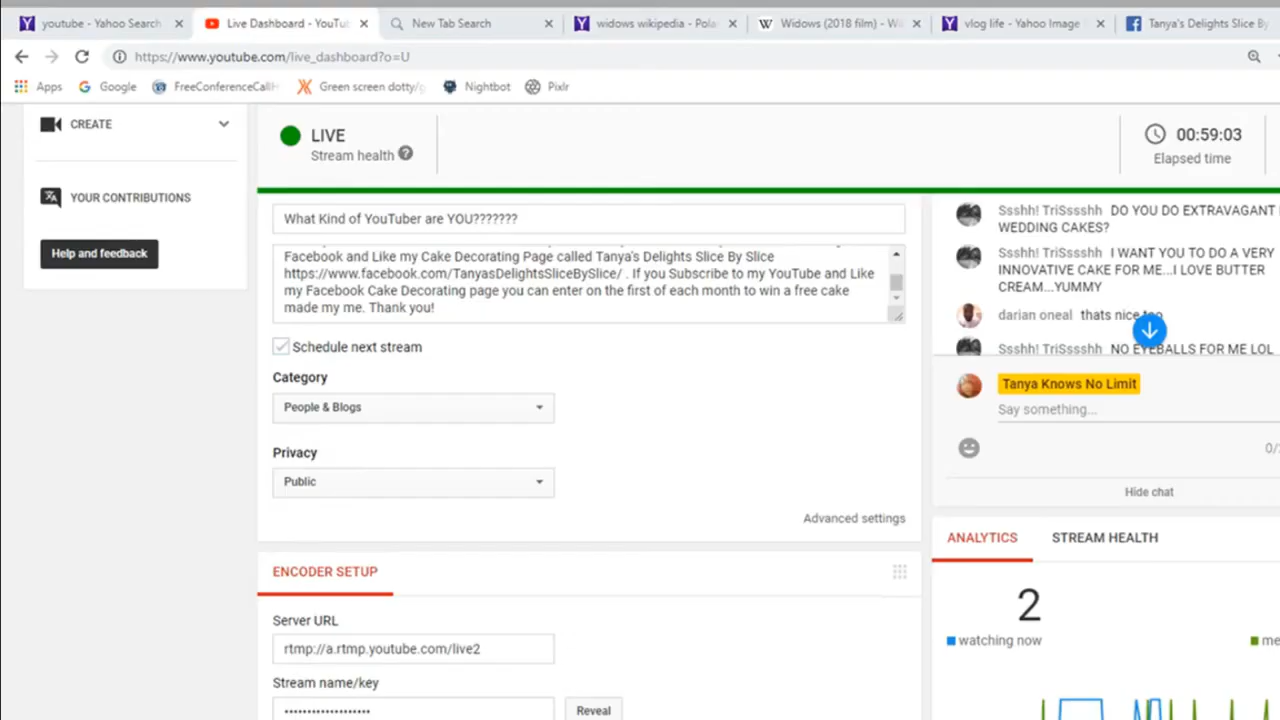 youtube - Yahoo Search
Live Dashboard - YouTu
New Tab Search
widows wikipedia - Pola
Widows (2018 film) - W
vlog life - Yahoo Image
Tanya's Delights Slice By
https://www.youtube.com/live_dashboard?o=U
Apps
Google
FreeConferenceCallH
Green screen dotty/g
Nightbot
Pixlr
CREATE
YOUR CONTRIBUTIONS
Help and feedback
LIVE
Stream health
00:59:03
Elapsed time
What Kind of YouTuber are YOU???????
Facebook and Like my Cake Decorating Page called Tanya's Delights Slice By Slice
https://www.facebook.com/TanyasDelightsSliceBySlice/ . If you Subscribe to my YouTube and Like
my Facebook Cake Decorating page you can enter on the first of each month to win a free cake
made my me. Thank you!
Schedule next stream
Category
People & Blogs
Privacy
Public
Advanced settings
ENCODER SETUP
Server URL
rtmp://a.rtmp.youtube.com/live2
Stream name/key
••••••••••••••••••• 
Reveal
Ssshh! TriSsssshh DO YOU DO EXTRAVAGANT
WEDDING CAKES?
Ssshh! TriSsssshh I WANT YOU TO DO A VERY
INNOVATIVE CAKE FOR ME...I LOVE BUTTER
CREAM...YUMMY
darian oneal thats nice too
Ssshh! TriSsssshh NO EYEBALLS FOR ME LOL
Tanya Knows No Limit
Say something...
0/
Hide chat
ANALYTICS
STREAM HEALTH
2
watching now
me